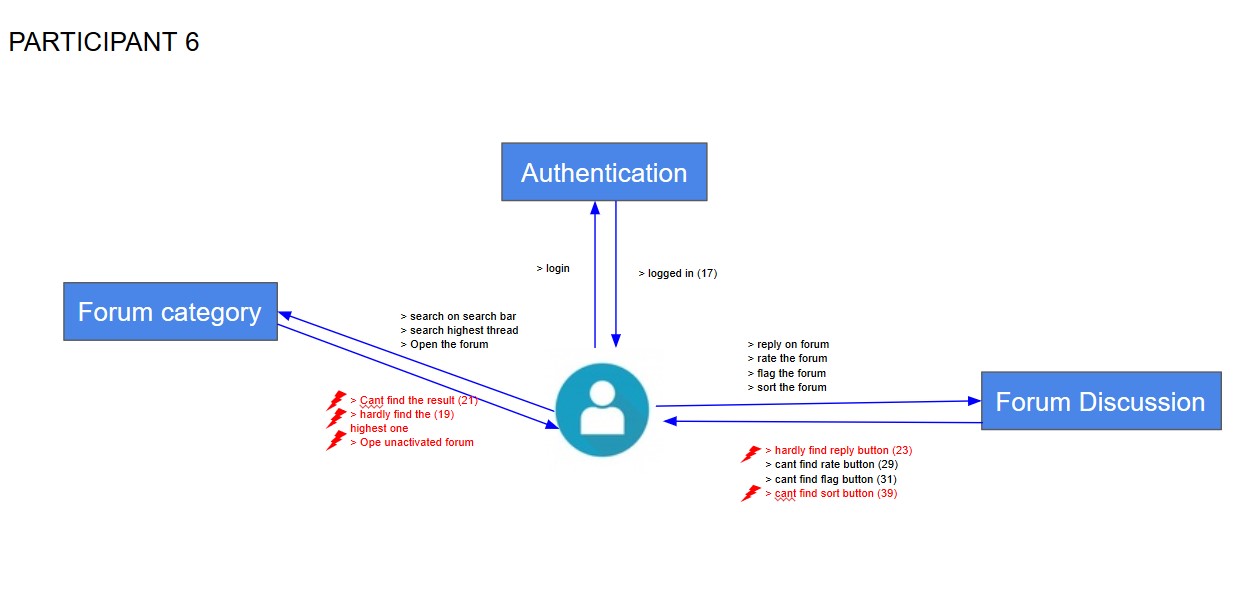 PARTICIPANT 6
Authentication
> login
> logged in (17)
Forum category
> search on search bar
> search highest thread
> Open the forum
> Cant find the result (21)
> hardly find the (19)
highest one
> Ope unactivated forum
> reply on forum
> rate the forum
> flag the forum
> sort the forum
Forum Discussion
> hardly find reply button (23)
> cant find rate button (29)
> cant find flag button (31)
> cant find sort button (39)